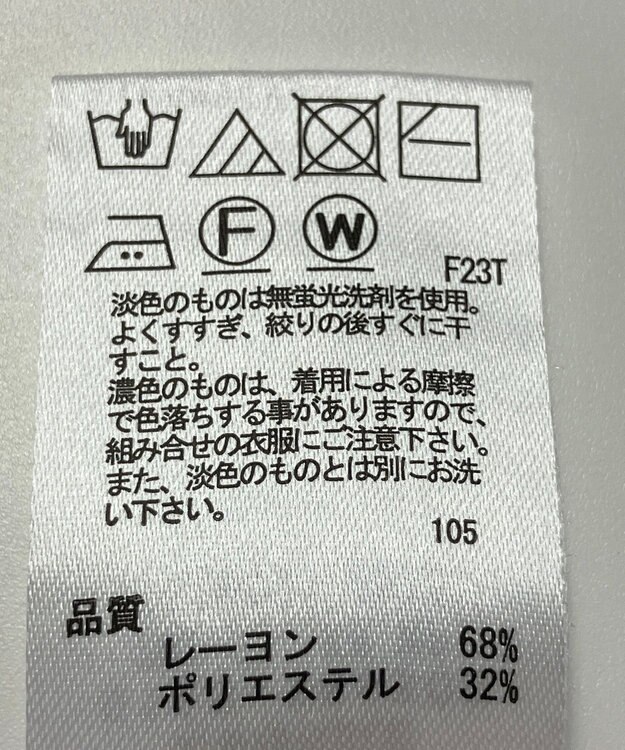 F W F23T
淡色のものは無蛍光洗剤を使用。
よくすすぎ、絞りの後すぐに干
すこと。
濃色のものは、着用による摩擦
で色落ちする事がありますので、
組み合せの衣服にご注意下さい。
また、淡色のものとは別にお洗
い下さい。
105
品質
レーヨン 68%
ポリエステル 32%